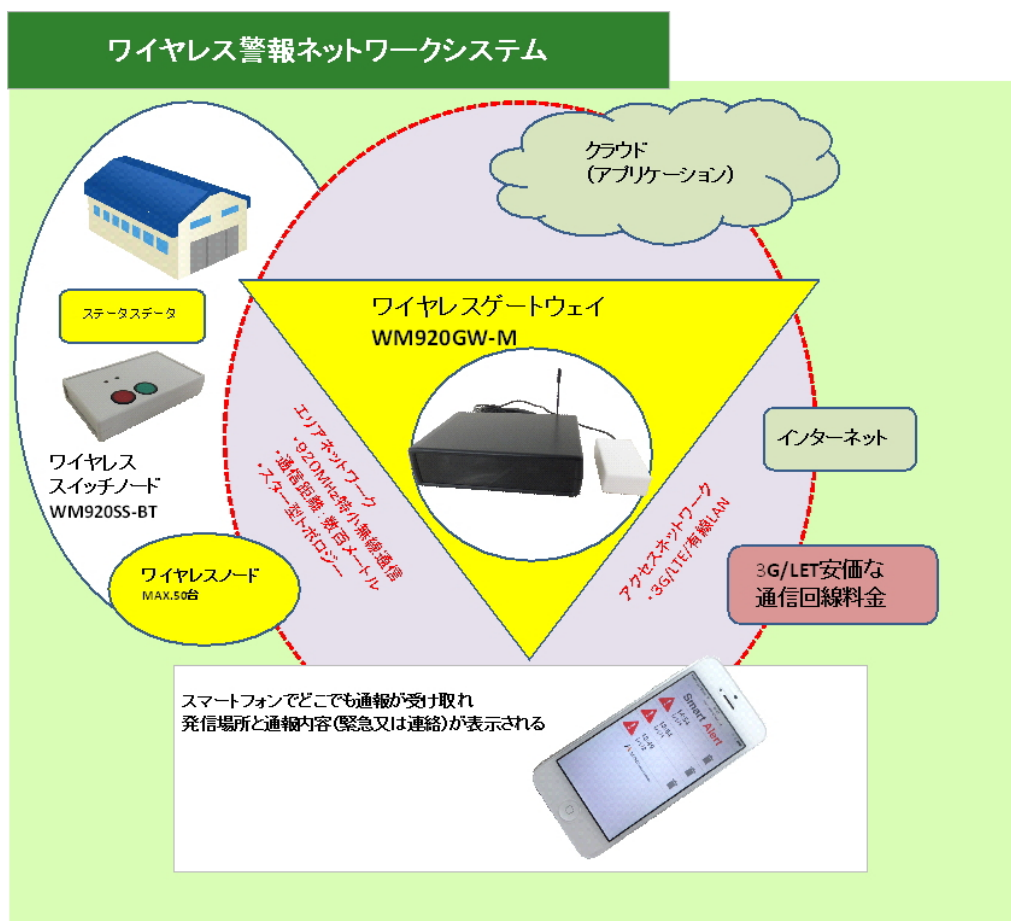 ワイヤレス警報ネットワークシステム
クラウド
(アプリケーション)
ステータスデータ
ワイヤレスゲートウェイ
WM920GW-M
ワイヤレス
スイッチノード
WM920SS-BT
エリアネットワーク
・920MHz特小無線通信
・通信距離:数百メートル
・スター型トポロジー
インターネット
アクセスネットワーク
・3G/LTE/有線LAN
ワイヤレスノード
MAX.50台
3G/LET安価な
通信回線料金
スマートフォンでどこでも通報が受け取れ
発信場所と通報内容(緊急又は連絡)が表示される
Smart Alert